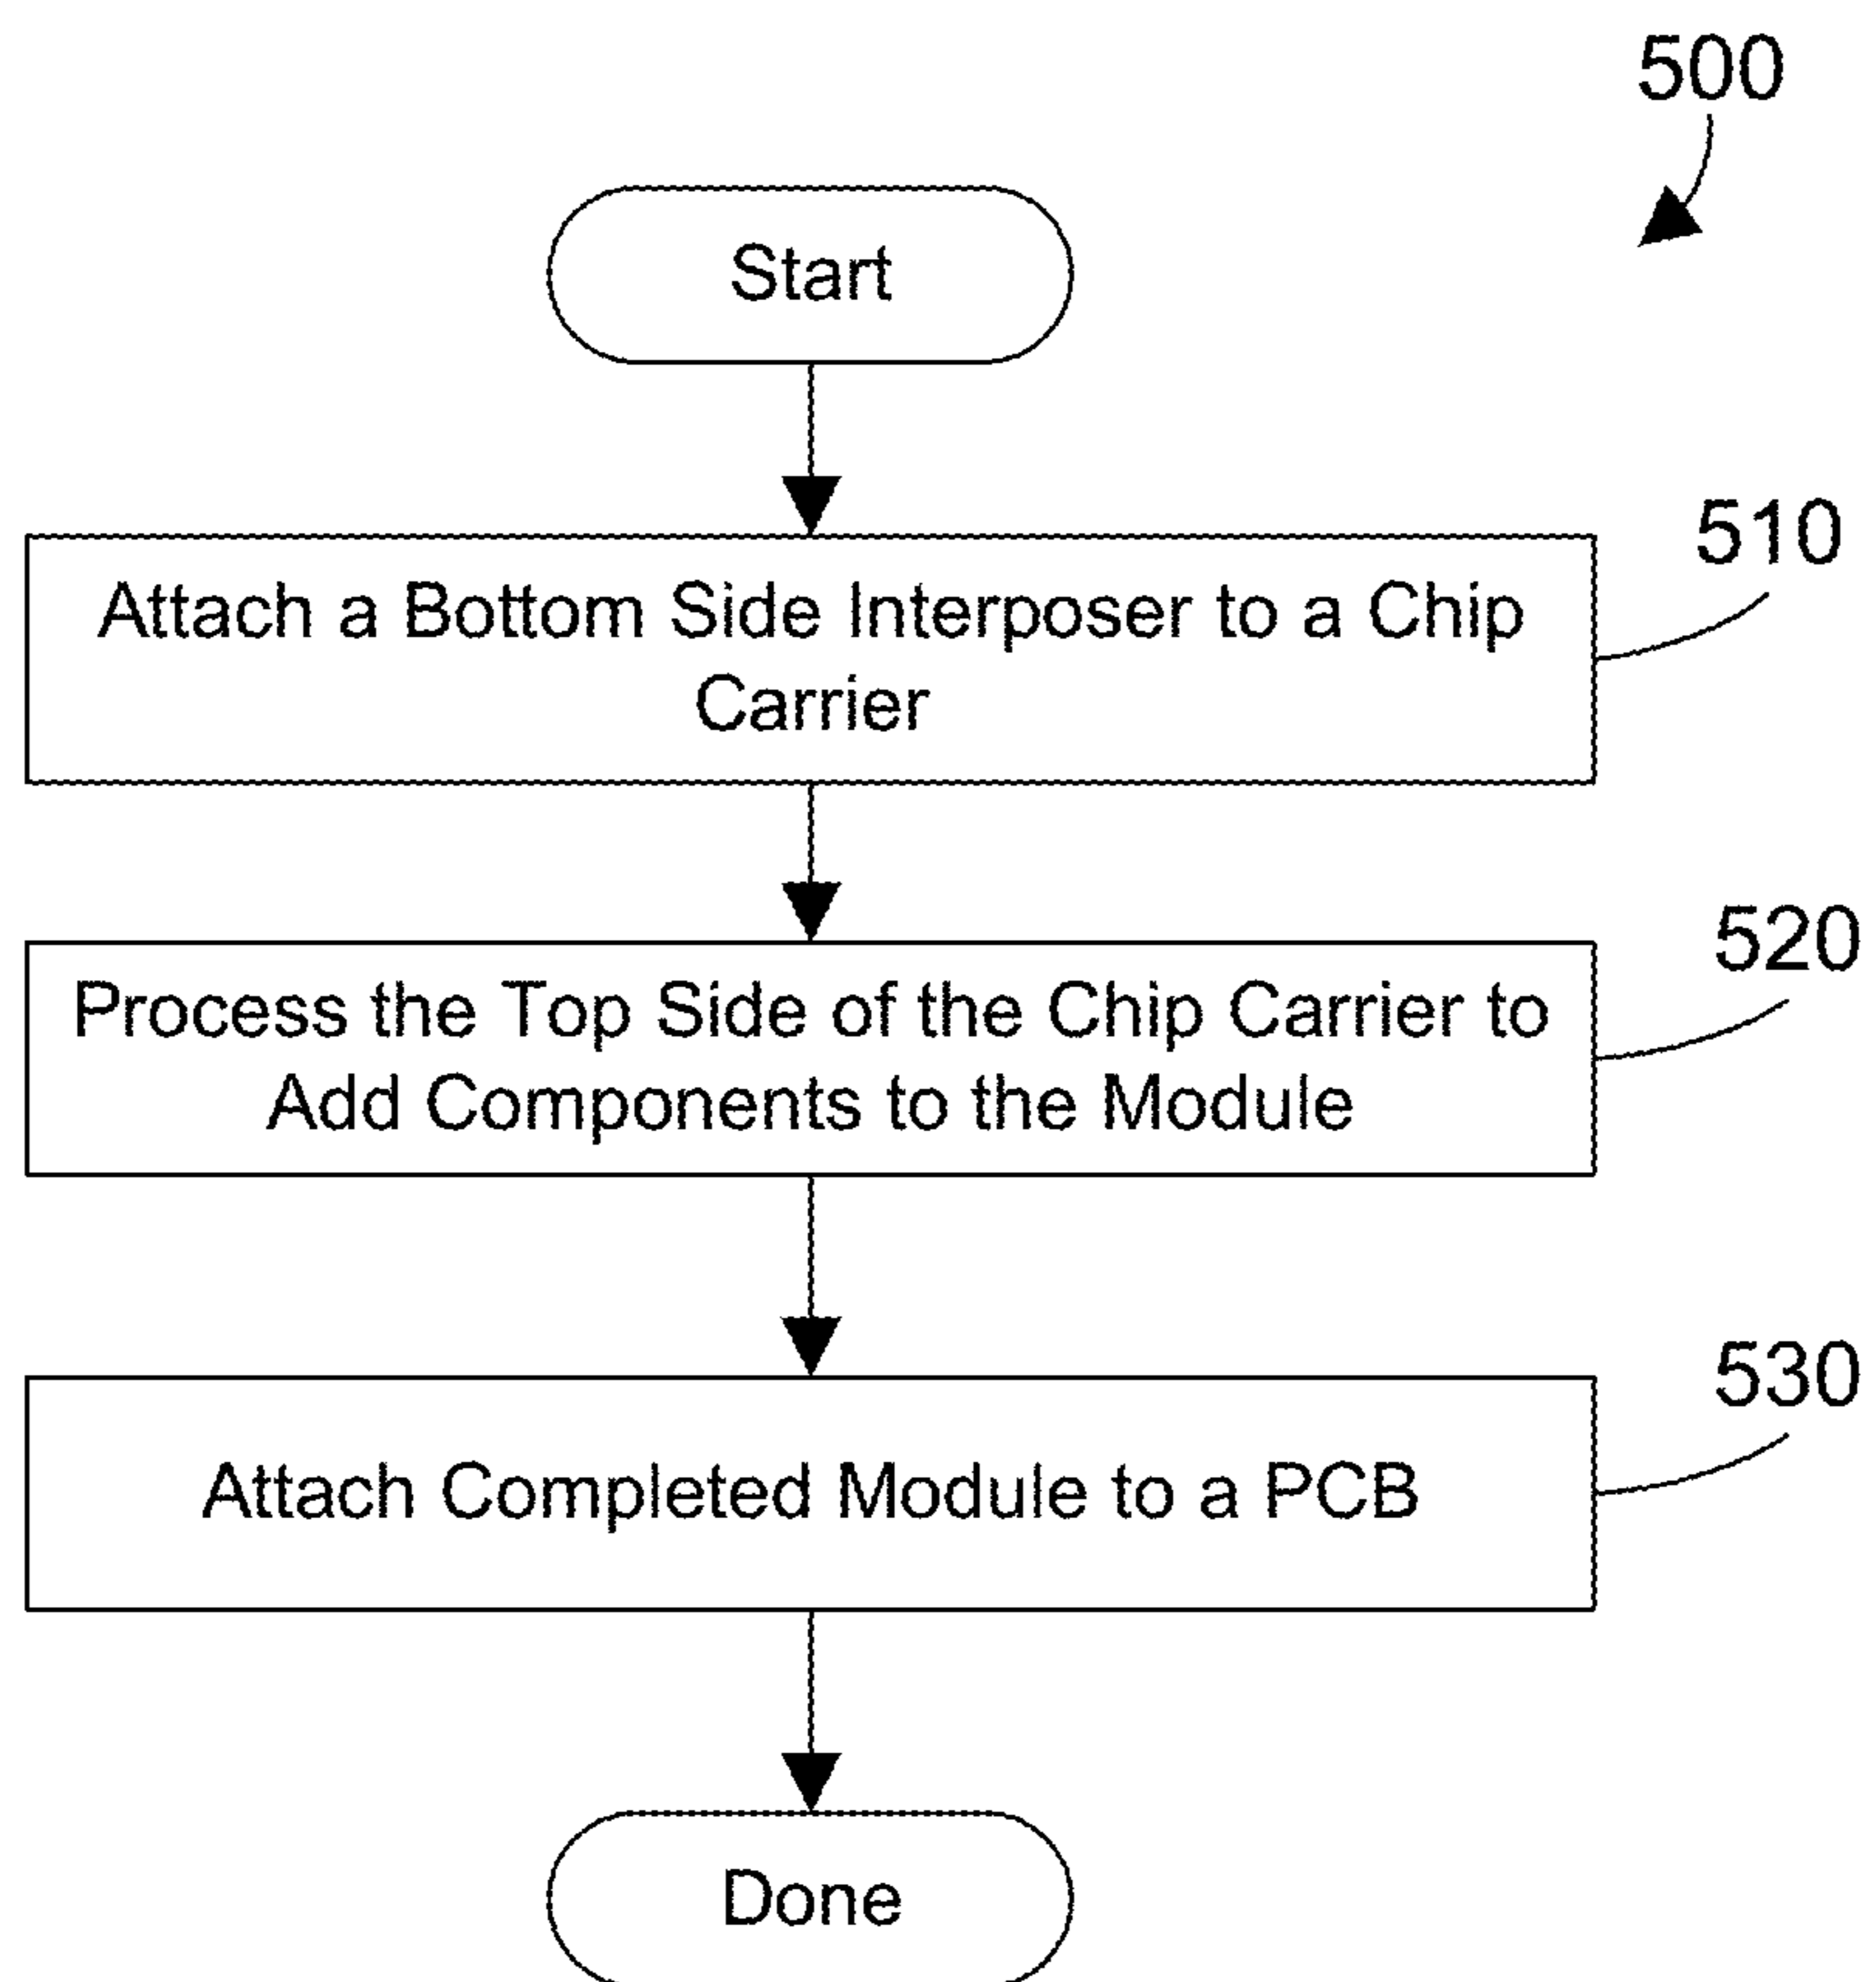 500
Start
510
Attach a Bottom Side Interposer to a Chip
Carrier
520
Process the Top Side of the Chip Carrier to
Add Components to the Module
530
Attach Completed Module to a PCB
Done